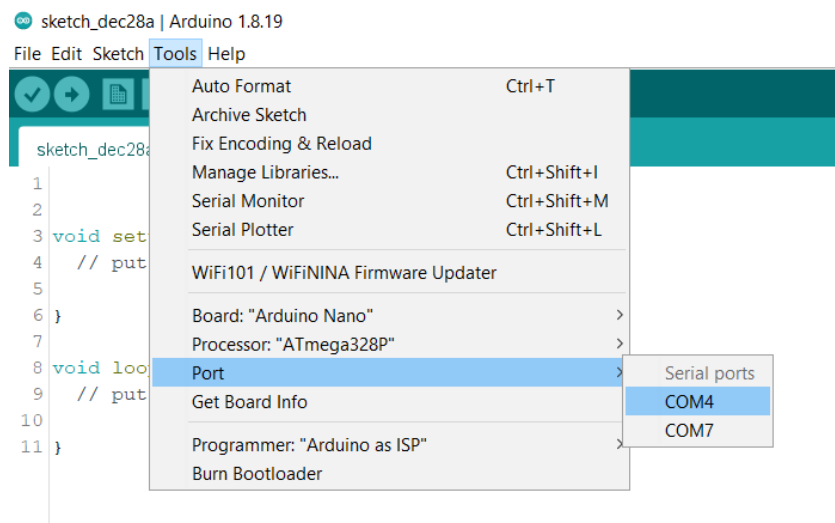 sketch_dec28a | Arduino 1.8.19
File Edit Sketch Tools Help
Auto Format Ctrl+T
Archive Sketch
sketch_dec28a Fix Encoding & Reload
1 Manage Libraries... Ctrl+Shift+I
2 Serial Monitor Ctrl+Shift+M
3 void set Serial Plotter Ctrl+Shift+L
4 // put
5 WiFi101 / WiFiNINA Firmware Updater
6 } Board: "Arduino Nano"
7 Processor: "ATmega328P"
8 void loo Port Serial ports
9 // put Get Board Info COM4
10 COM7
11 } Programmer: "Arduino as ISP"
Burn Bootloader